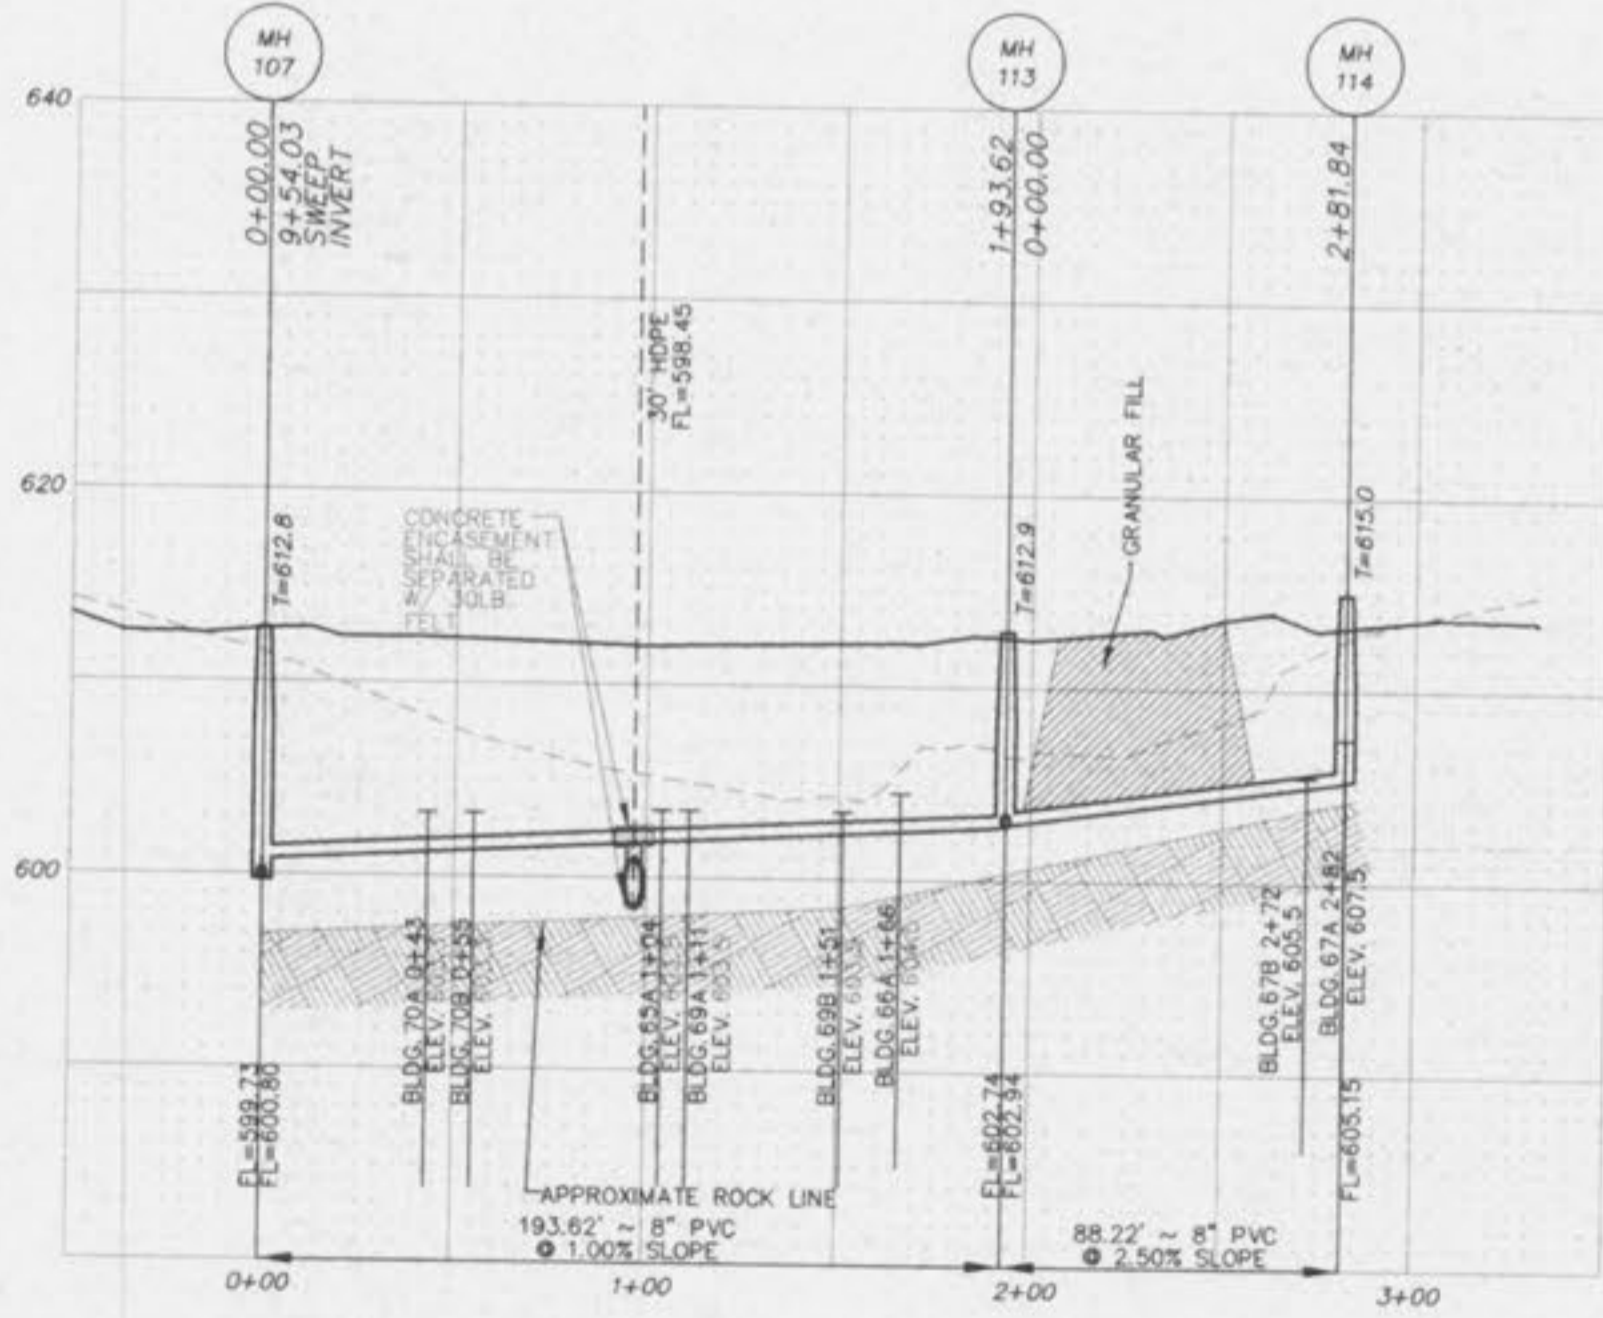 MH
107
MH
113
MH
114
640
620
600
0+00.00
9+54.03
SWEEP
INVERT
1+93.62
0+00.00
2+81.84
30' HDPE
FL=598.45
GRANULAR FILL
CONCRETE
ENCASEMENT
SHALL BE
SEPARATED
W/ 30LB.
FELT
T=612.8
T=612.9
T=615.0
BLDG. 70A 0+43
ELEV.
BLDG. 70B 0+55
ELEV.
BLDG. 65A 1+04
ELEV.
BLDG. 69A 1+11
ELEV. 603.5
BLDG. 69B 1+51
ELEV. 603.5
BLDG. 66A 1+66
ELEV. 604.5
BLDG. 67B 2+72
ELEV. 605.5
BLDG. 67A 2+82
ELEV. 607.5
FL=599.73
FL=600.80
FL=602.74
FL=602.94
FL=605.15
APPROXIMATE ROCK LINE
193.62' ~ 8" PVC
@ 1.00% SLOPE
88.22' ~ 8" PVC
@ 2.50% SLOPE
0+00
1+00
2+00
3+00